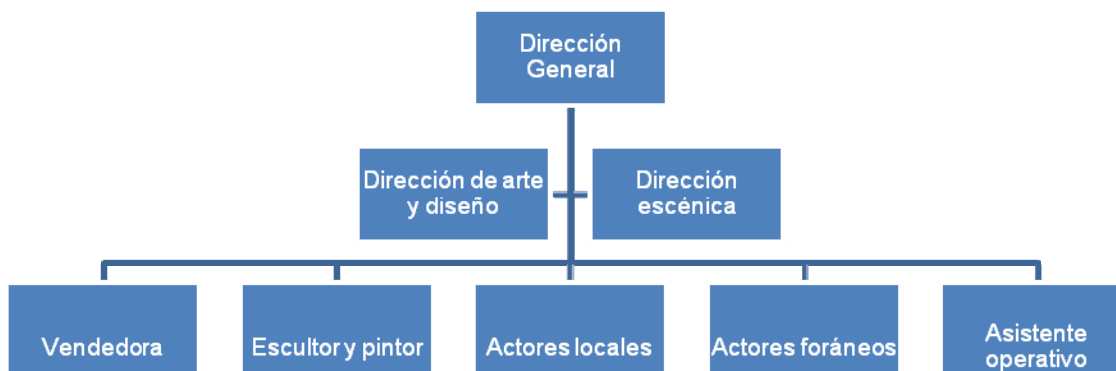 Dirección
General
Dirección de arte
y diseño
Dirección
escénica
Vendedora
Escultor y pintor
Actores locales
Actores foráneos
Asistente
operativo